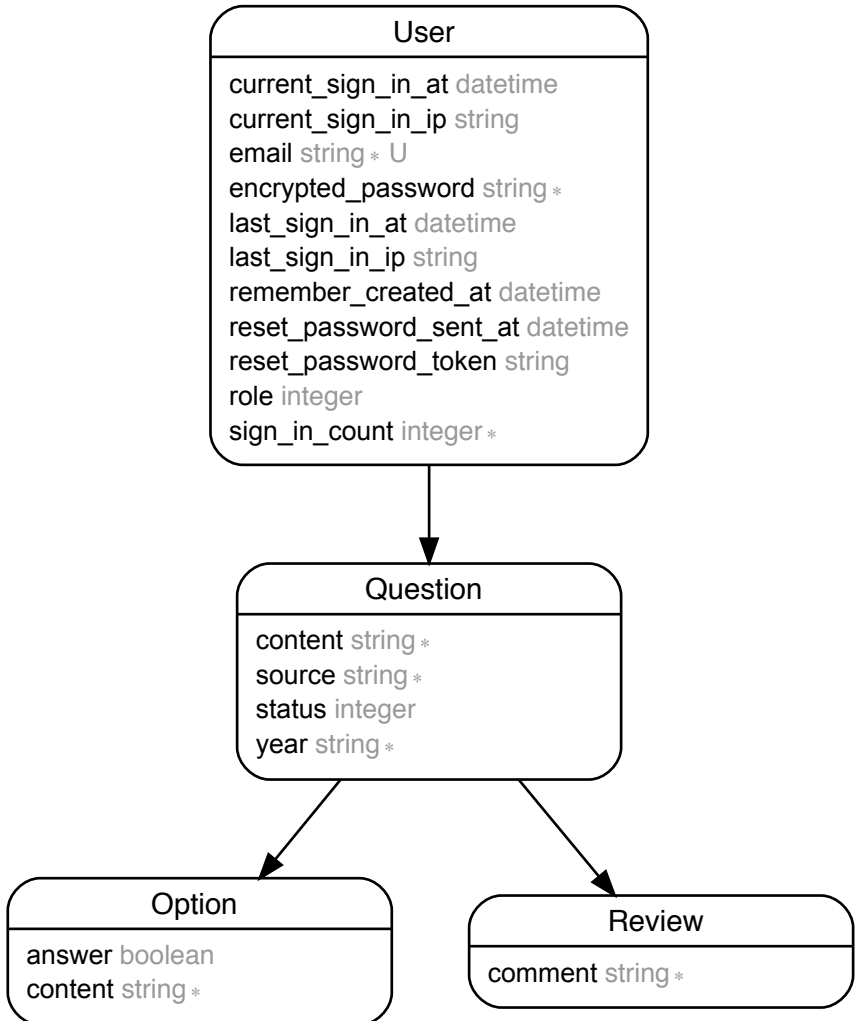 User
current_sign_in_at datetime
current_sign_in_ip string
email string * U
encrypted_password string *
last_sign_in_at datetime
last_sign_in_ip string
remember_created_at datetime
reset_password_sent_at datetime
reset_password_token string
role integer
sign_in_count integer *
Question
content string *
source string *
status integer
year string *
Option
answer boolean
content string *
Review
comment string *